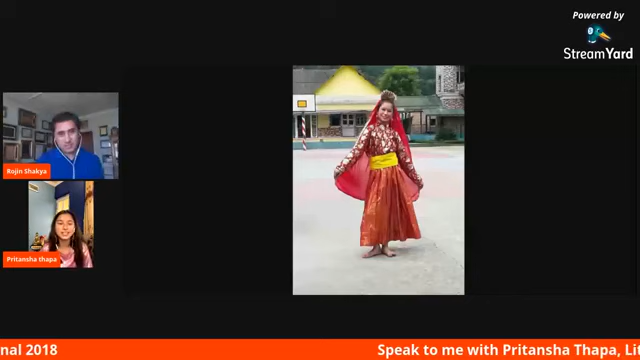 Powered by
StreamYard
Rojin Shakya
Pritansha thapa
nal 2018
Speak to me with Pritansha Thapa, Lit